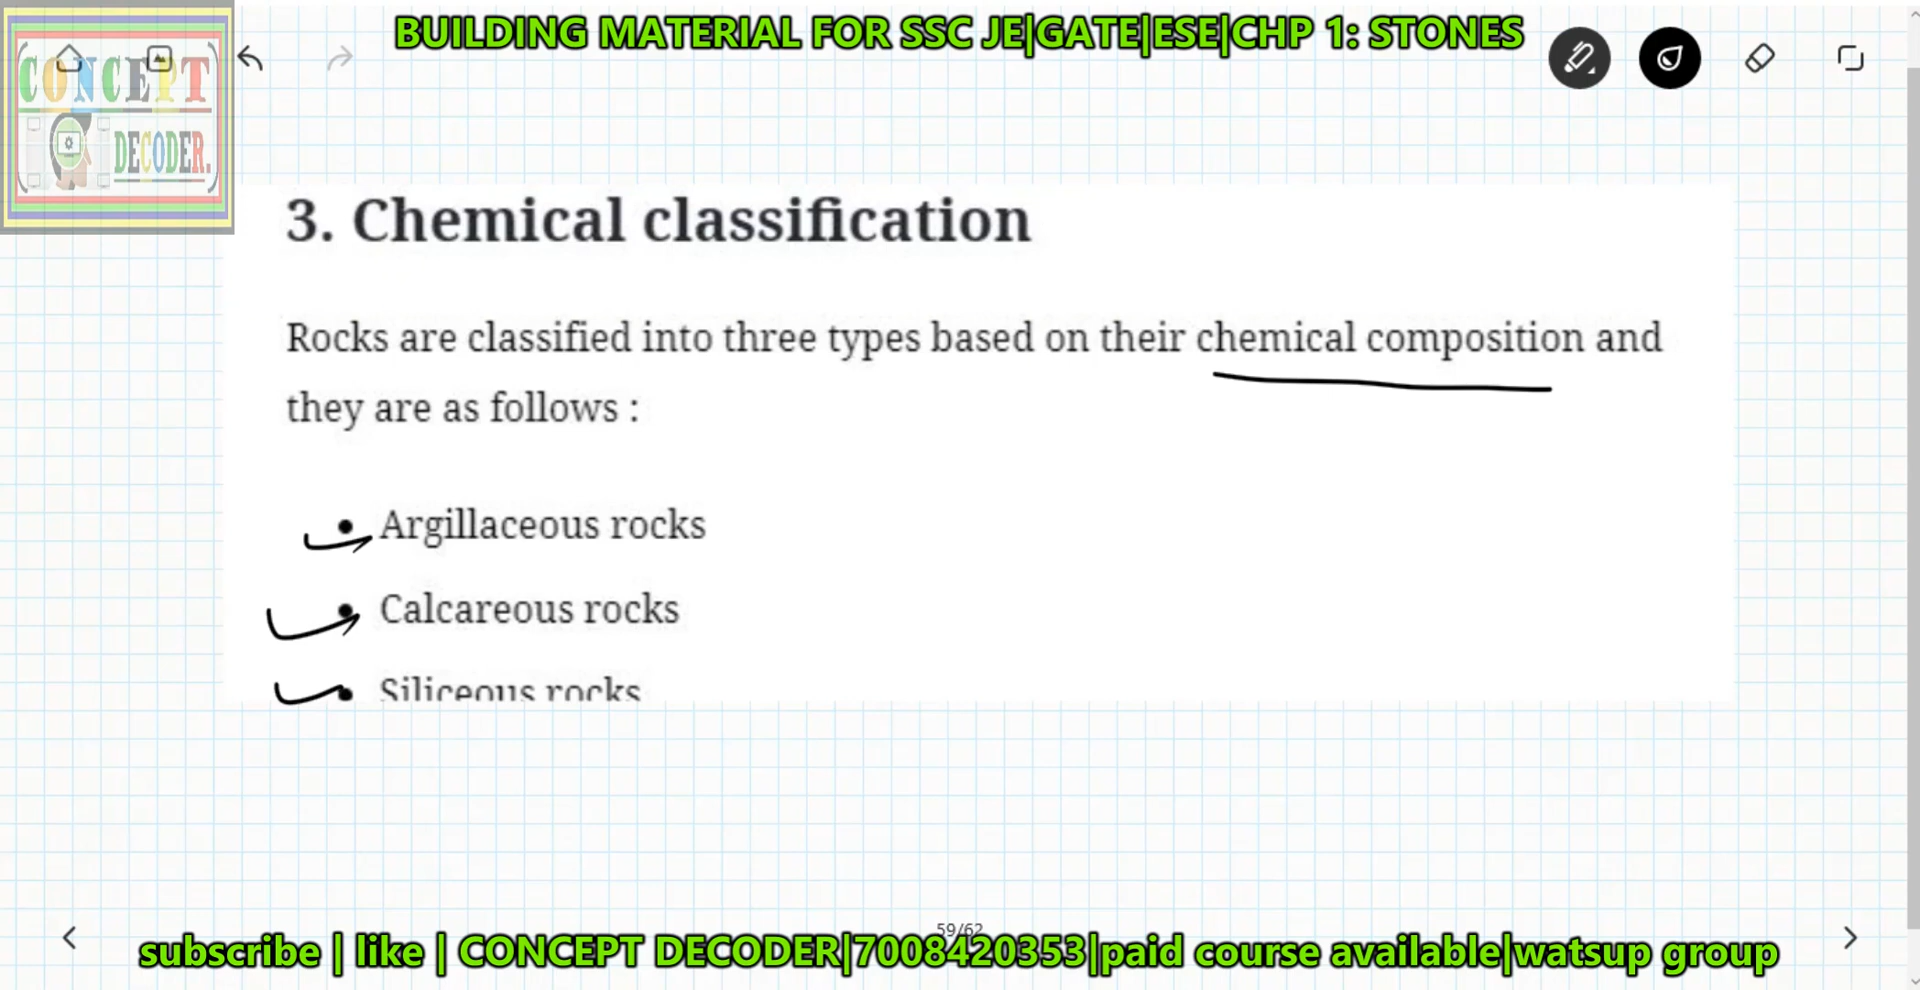 BUILDING MATERIAL FOR SSC JE|GATE|ESE|CHP 1: STONES
CONCEPT
DECODER.
3. Chemical classification
Rocks are classified into three types based on their chemical composition and
they are as follows :
• Argillaceous rocks
• Calcareous rocks
• Siliceous rocks
59/62
subscribe | like | CONCEPT DECODER|7008420353|paid course available|watsup group